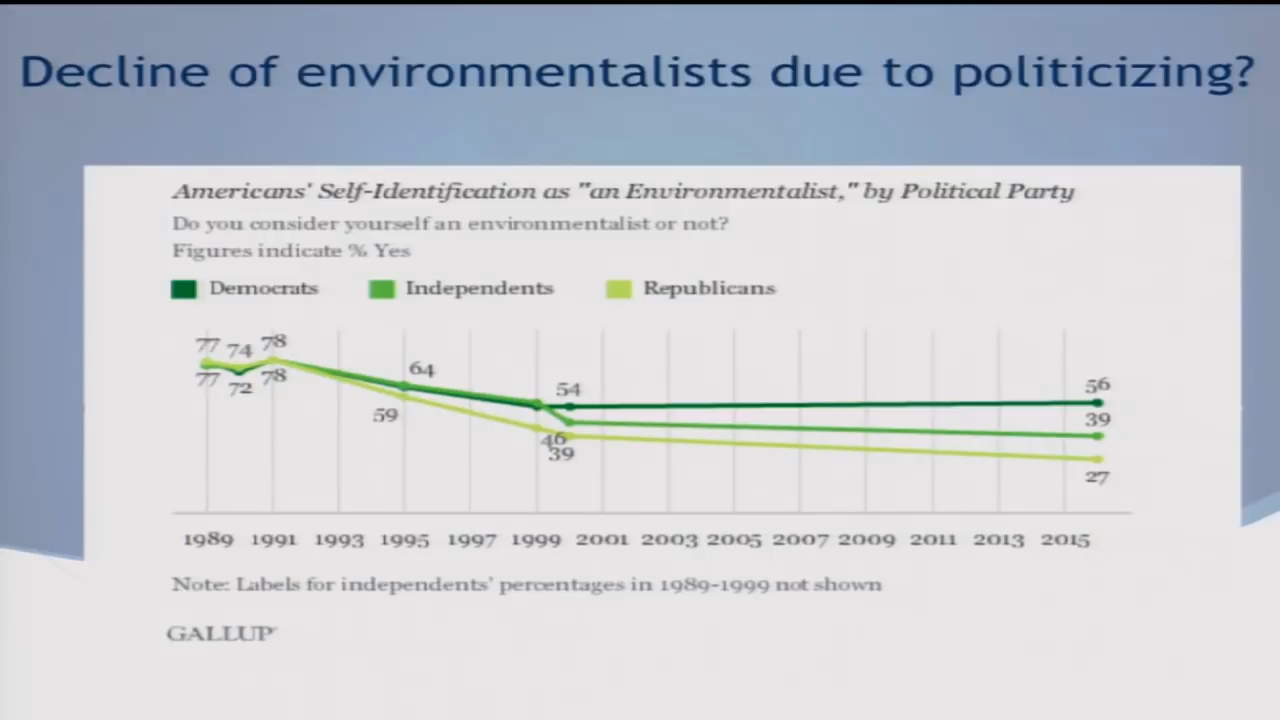 Decline of environmentalists due to politicizing?
Americans' Self-Identification as "an Environmentalist," by Political Party
Do you consider yourself an environmentalist or not?
Figures indicate % Yes
Democrats Independents Republicans
77 74 78
77 72 78
64
59
54
46
39
56
39
27
1989 1991 1993 1995 1997 1999 2001 2003 2005 2007 2009 2011 2013 2015
Note: Labels for independents' percentages in 1989-1999 not shown
GALLUP